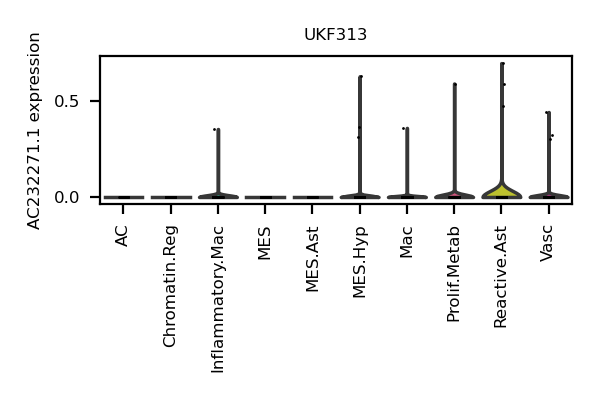 UKF313
AC232271.1 expression
0.5
0.0
AC
Chromatin.Reg
Inflammatory.Mac
MES
MES.Ast
MES.Hyp
Mac
Prolif.Metab
Reactive.Ast
Vasc